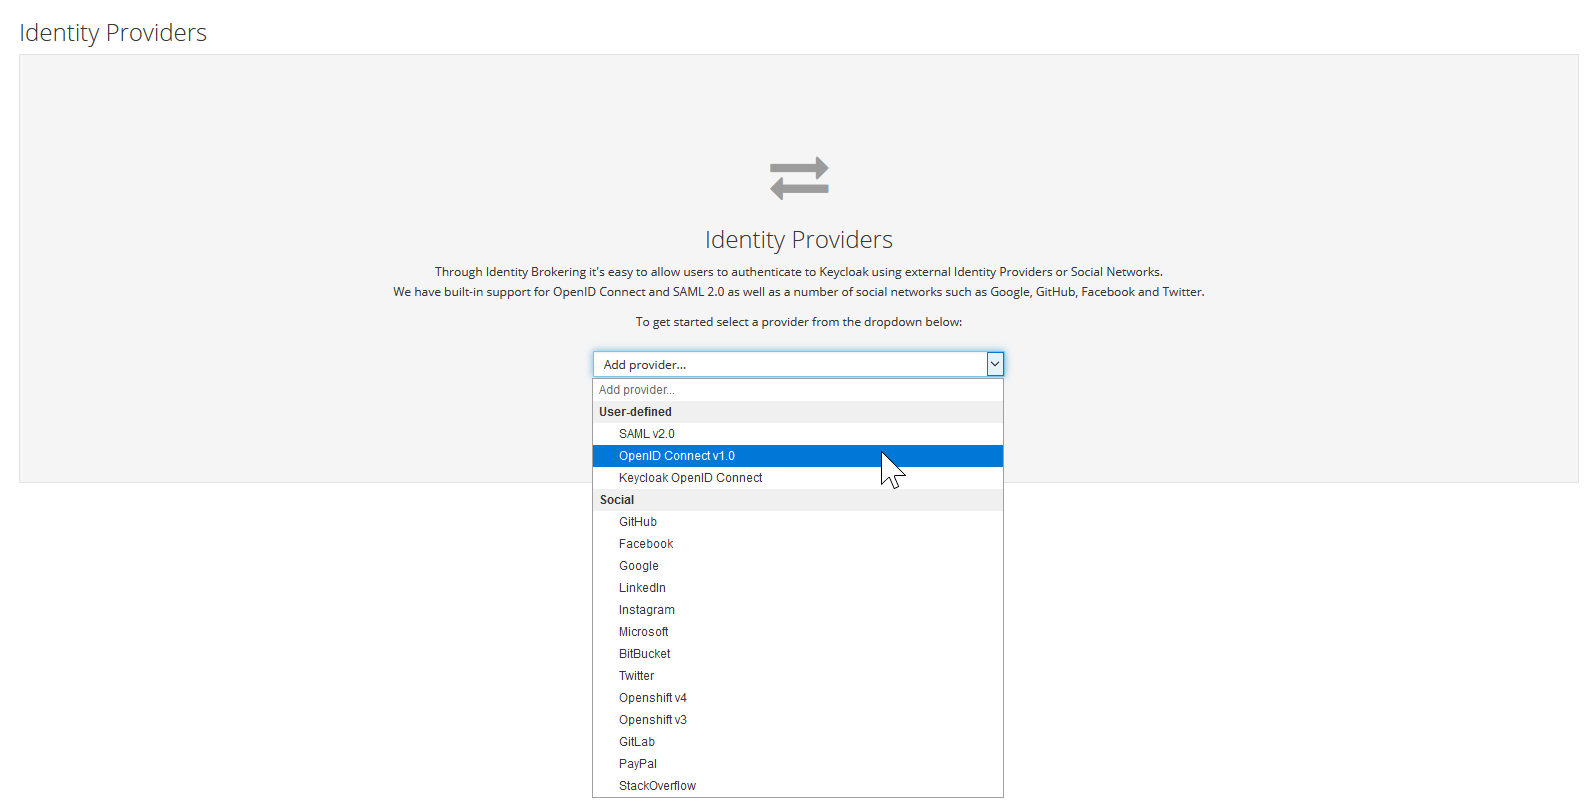 Identity Providers
Identity Providers
Through Identity Brokering it's easy to allow users to authenticate to Keycloak using external Identity Providers or Social Networks.
We have built-in support for OpenID Connect and SAML 2.0 as well as a number of social networks such as Google, GitHub, Facebook and Twitter.
To get started select a provider from the dropdown below:
Add provider...
Add provider...
User-defined
SAML v2.0
OpenID Connect v1.0
Keycloak OpenID Connect
Social
GitHub
Facebook
Google
LinkedIn
Instagram
Microsoft
BitBucket
Twitter
Openshift v4
Openshift v3
GitLab
PayPal
StackOverflow